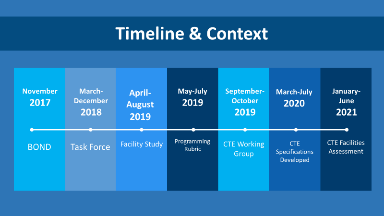 Timeline & Context
November
2017
March-
December
2018
April-
August
2019
May-July
2019
September-
October
2019
March-July
2020
January-
June
2021
BOND
Task Force
Facility Study
Programming
Rubric
CTE Working
Group
CTE
Specifications
Developed
CTE Facilities
Assessment